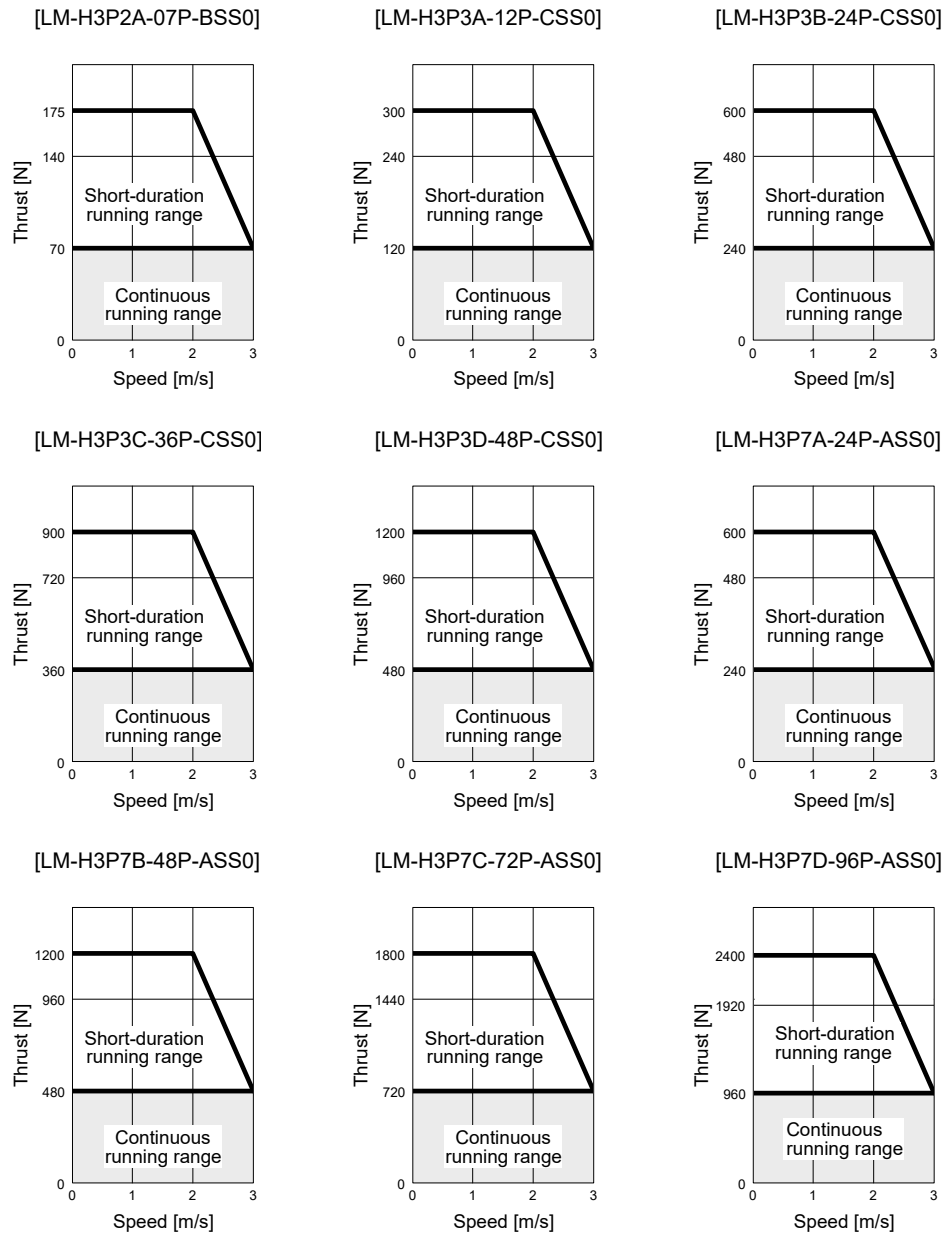 [LM-H3P2A-07P-BSS0]
175
140
70
0
Thrust [N]
Short-duration
running range
Continuous
running range
0 1 2 3
Speed [m/s]
[LM-H3P3A-12P-CSS0]
300
240
120
0
Thrust [N]
Short-duration
running range
Continuous
running range
0 1 2 3
Speed [m/s]
[LM-H3P3B-24P-CSS0]
600
480
240
0
Thrust [N]
Short-duration
running range
Continuous
running range
0 1 2 3
Speed [m/s]
[LM-H3P3C-36P-CSS0]
900
720
360
0
Thrust [N]
Short-duration
running range
Continuous
running range
0 1 2 3
Speed [m/s]
[LM-H3P3D-48P-CSS0]
1200
960
480
0
Thrust [N]
Short-duration
running range
Continuous
running range
0 1 2 3
Speed [m/s]
[LM-H3P7A-24P-ASS0]
600
480
240
0
Thrust [N]
Short-duration
running range
Continuous
running range
0 1 2 3
Speed [m/s]
[LM-H3P7B-48P-ASS0]
1200
960
480
0
Thrust [N]
Short-duration
running range
Continuous
running range
0 1 2 3
Speed [m/s]
[LM-H3P7C-72P-ASS0]
1800
1440
720
0
Thrust [N]
Short-duration
running range
Continuous
running range
0 1 2 3
Speed [m/s]
[LM-H3P7D-96P-ASS0]
2400
1920
960
0
Thrust [N]
Short-duration
running range
Continuous
running range
0 1 2 3
Speed [m/s]